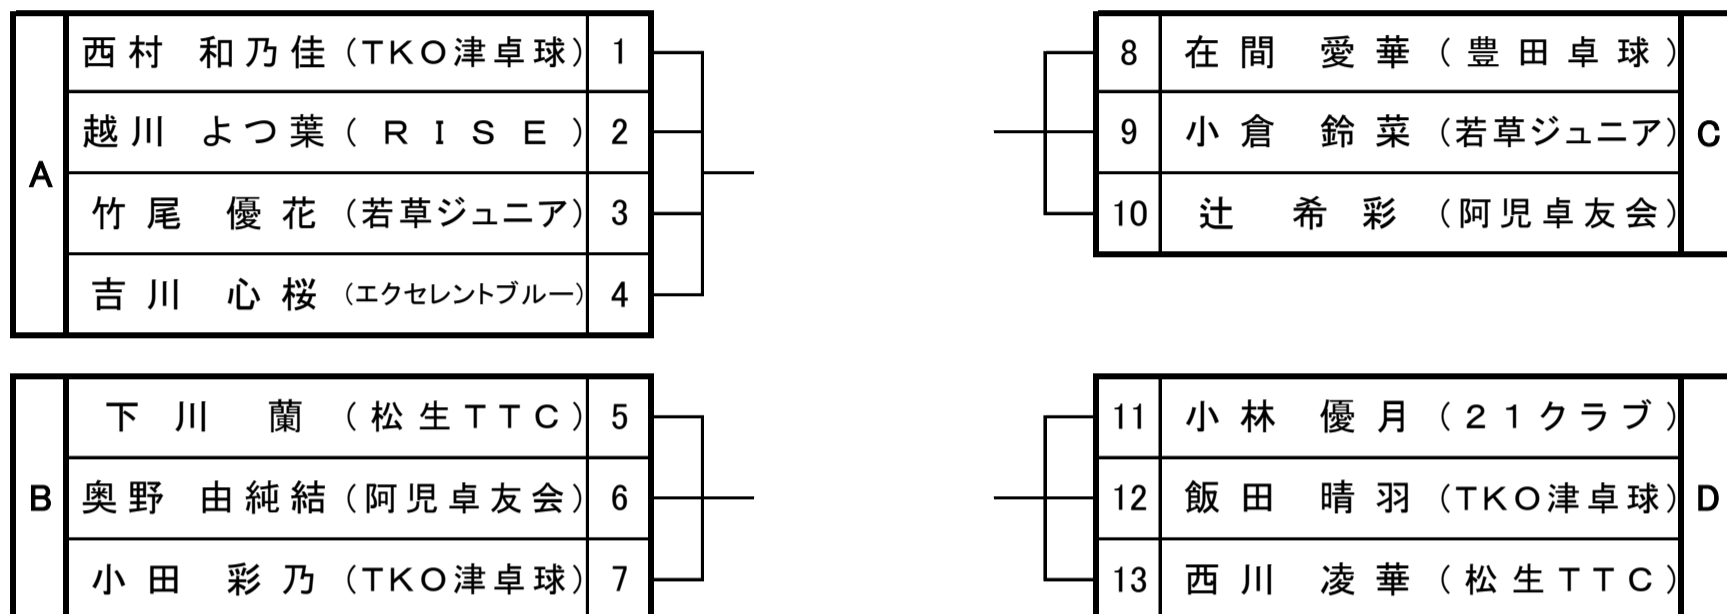 A
西村 和乃佳 (TKO津卓球) 1
越川 よつ葉 (RISE) 2
竹尾 優花 (若草ジュニア) 3
吉川 心桜 (エクセレントブルー) 4
B
下川 蘭 (松生TTC) 5
奥野 由純結 (阿児卓友会) 6
小田 彩乃 (TKO津卓球) 7
8 在間 愛華 (豊田卓球)
9 小倉 鈴菜 (若草ジュニア)
10 辻 希彩 (阿児卓友会)
C
11 小林 優月 (21クラブ)
12 飯田 晴羽 (TKO津卓球)
13 西川 凌華 (松生TTC)
D